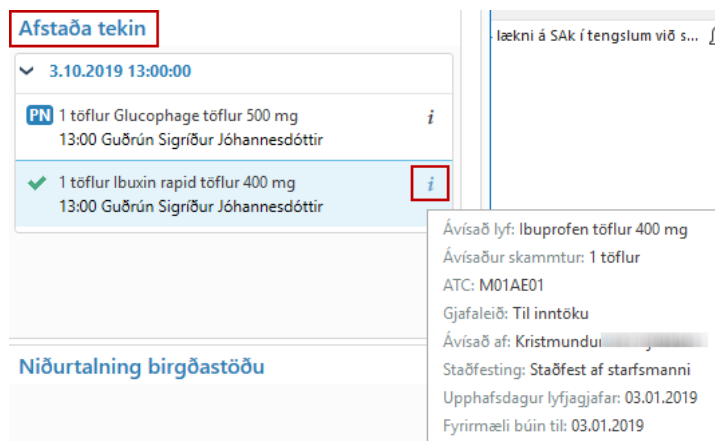 Afstaða tekin
lækni á SAk í tengslum við s...
3.10.2019 13:00:00
PN 1 töflur Glucophage töflur 500 mg i
13:00 Guðrún Sigríður Jóhannesdóttir
1 töflur Ibuxin rapid töflur 400 mg i
13:00 Guðrún Sigríður Jóhannesdóttir
Ávísað lyf: Ibuprofen töflur 400 mg
Ávísaður skammtur: 1 töflur
ATC: M01AE01
Gjafaleið: Til inntöku
Ávísað af: Kristmundu
Staðfesting: Staðfest af starfsmanni
Upphafsdagur lyfjagjafar: 03.01.2019
Fyrirmæli búin til: 03.01.2019
Niðurtalning birgðastöðu